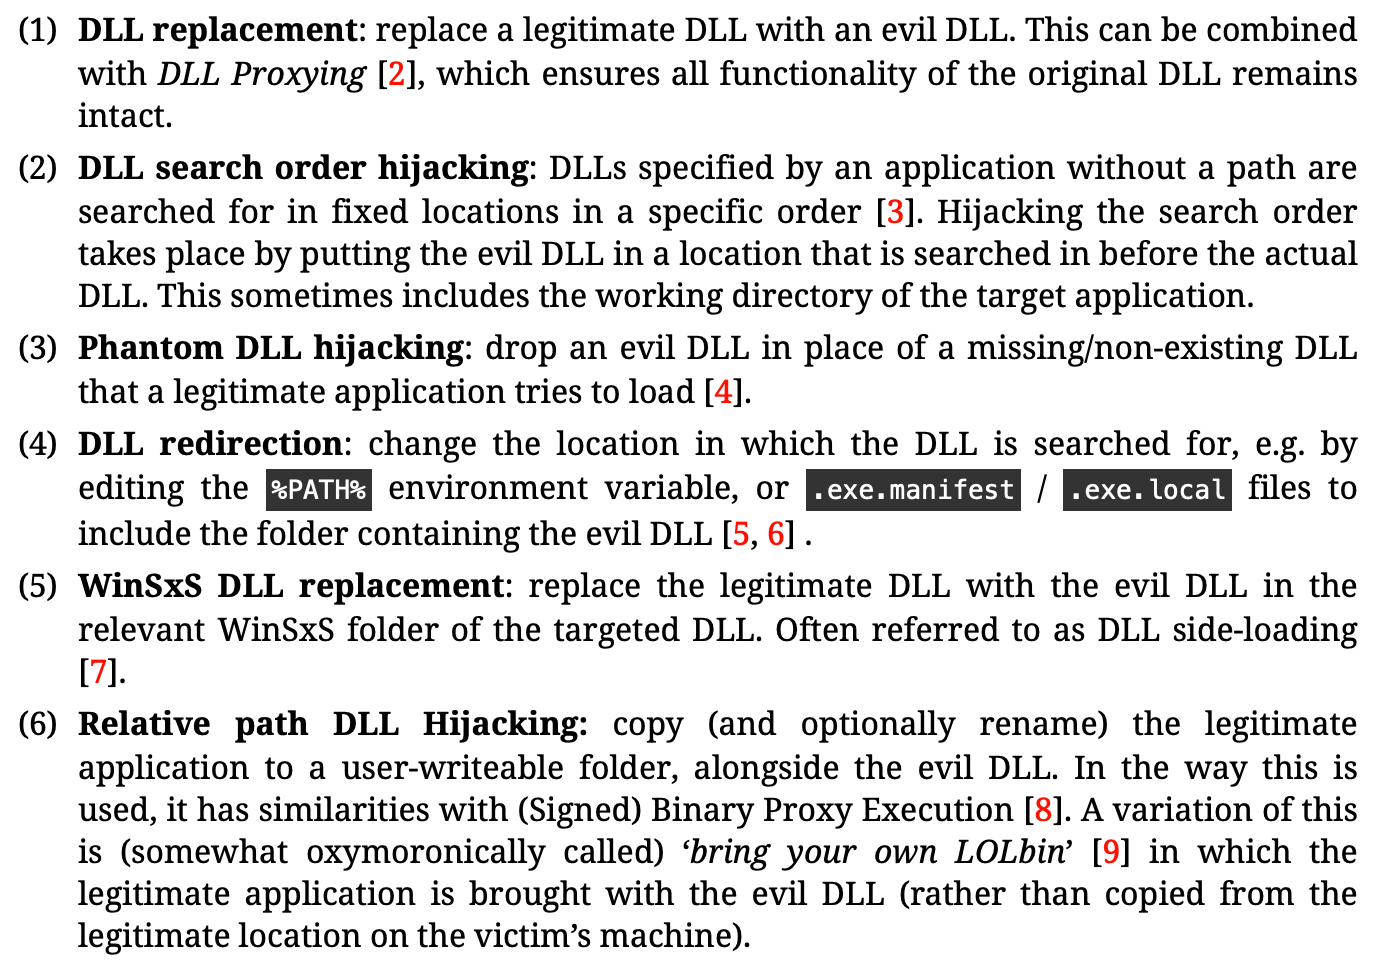 (1) DLL replacement: replace a legitimate DLL with an evil DLL. This can be combined
with DLL Proxying [2], which ensures all functionality of the original DLL remains
intact.
(2) DLL search order hijacking: DLLs specified by an application without a path are
searched for in fixed locations in a specific order [3]. Hijacking the search order
takes place by putting the evil DLL in a location that is searched in before the actual
DLL. This sometimes includes the working directory of the target application.
(3) Phantom DLL hijacking: drop an evil DLL in place of a missing/non-existing DLL
that a legitimate application tries to load [4].
(4) DLL redirection: change the location in which the DLL is searched for, e.g. by
editing the %PATH% environment variable, or .exe.manifest / .exe.local files to
include the folder containing the evil DLL [5, 6] .
(5) WinSxS DLL replacement: replace the legitimate DLL with the evil DLL in the
relevant WinSxS folder of the targeted DLL. Often referred to as DLL side-loading
[7].
(6) Relative path DLL Hijacking: copy (and optionally rename) the legitimate
application to a user-writeable folder, alongside the evil DLL. In the way this is
used, it has similarities with (Signed) Binary Proxy Execution [8]. A variation of this
is (somewhat oxymoronically called) ‘bring your own LOLbin’ [9] in which the
legitimate application is brought with the evil DLL (rather than copied from the
legitimate location on the victim’s machine).